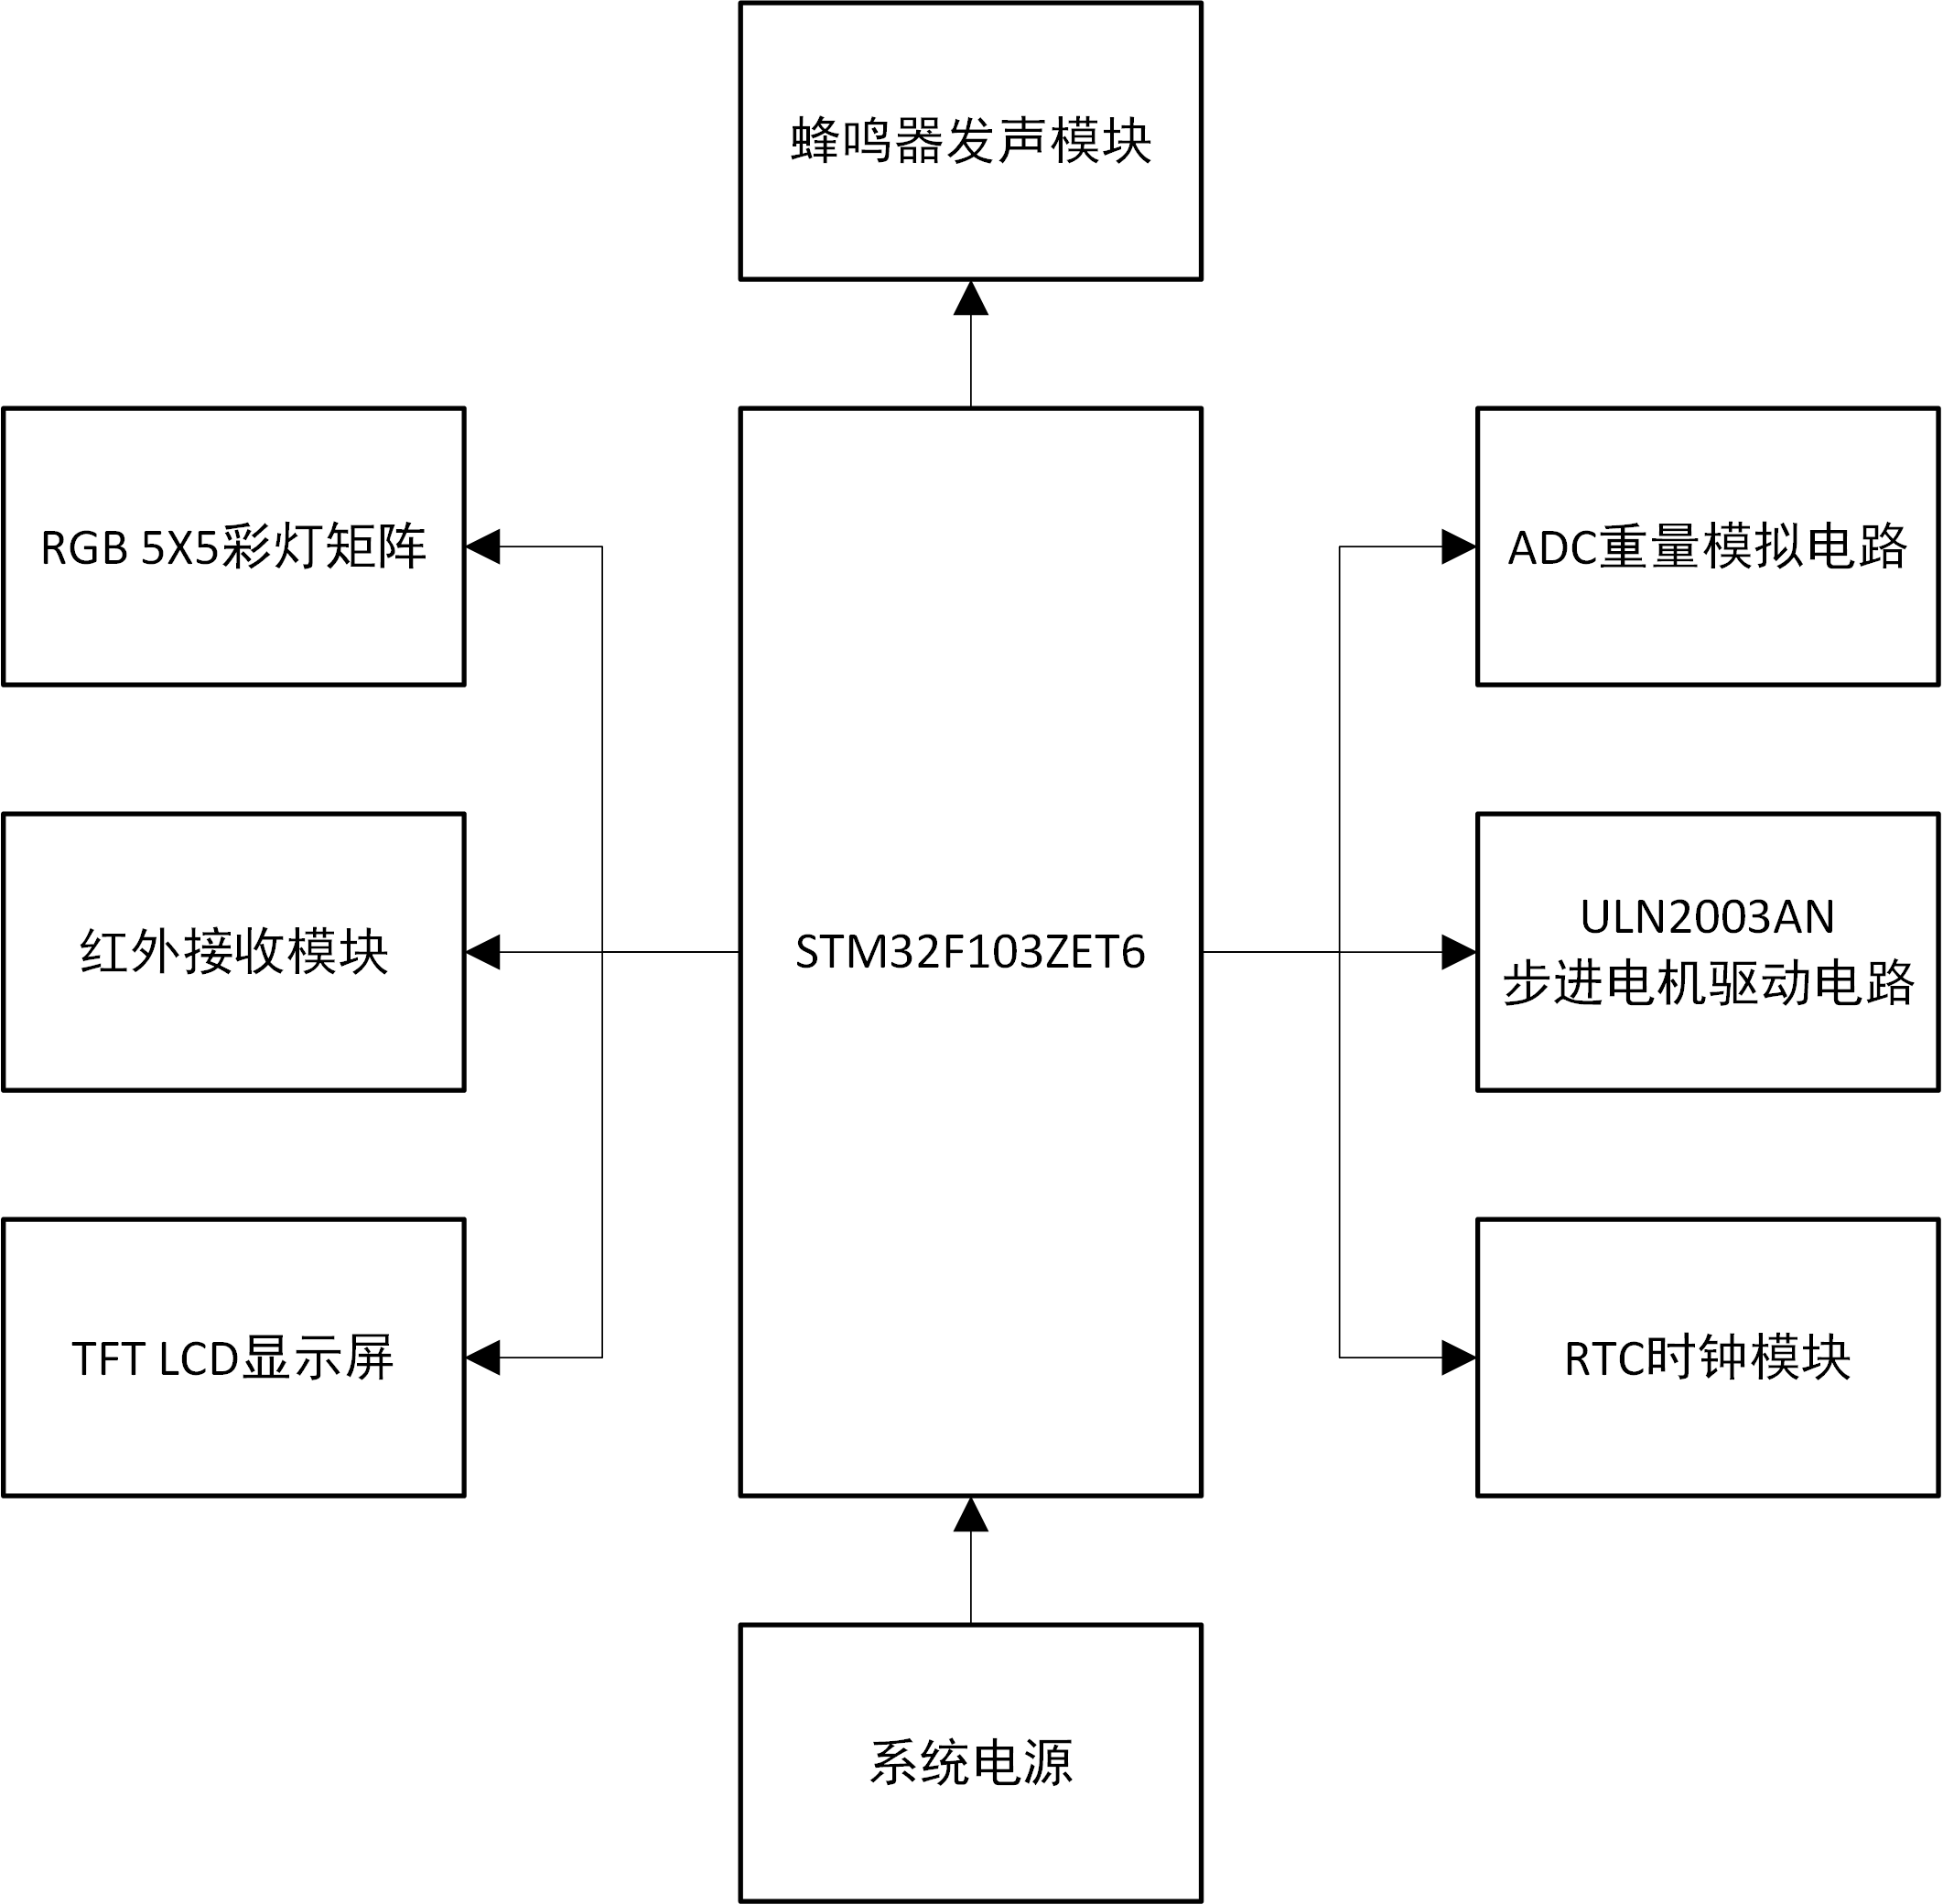 蜂鸣器发声模块
RGB 5X5彩灯矩阵
ADC重量模拟电路
红外接收模块
STM32F103ZET6
ULN2003AN
步进电机驱动电路
TFT LCD显示屏
RTC时钟模块
系统电源